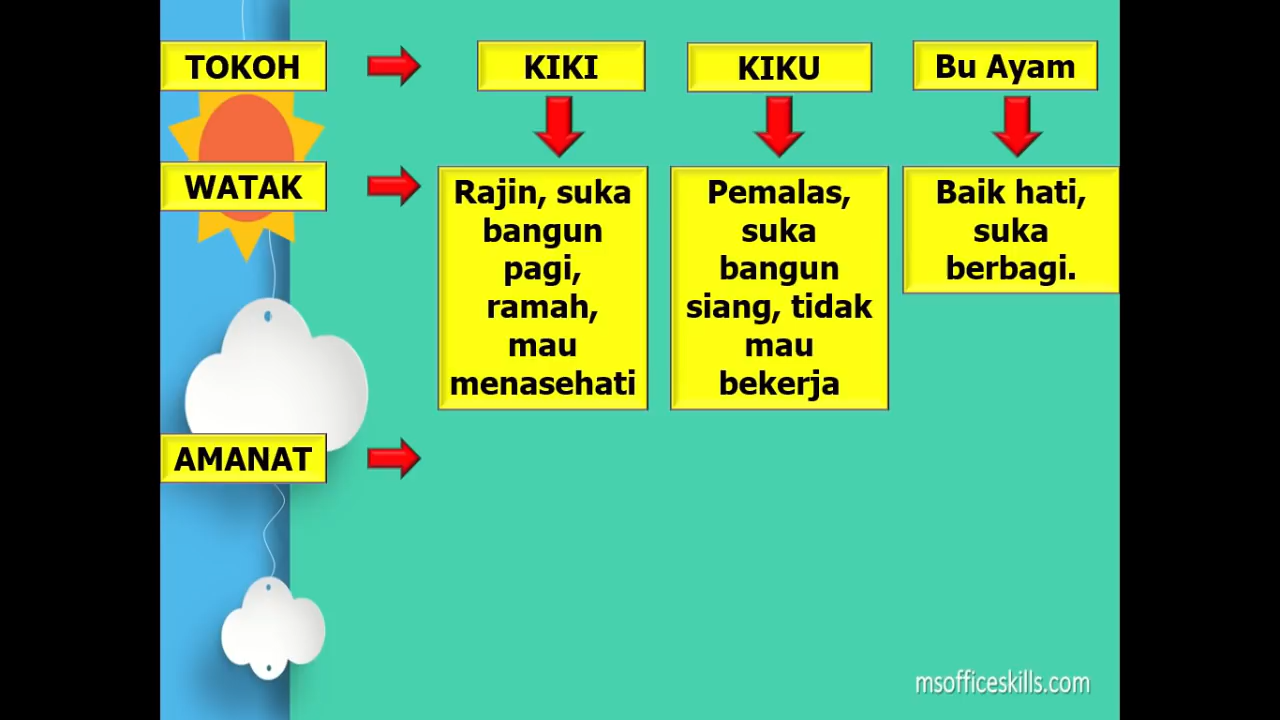 TOKOH
KIKI
KIKU
Bu Ayam
WATAK
Rajin, suka
bangun
pagi,
ramah,
mau
menasehati
Pemalas,
suka
bangun
siang, tidak
mau
bekerja
Baik hati,
suka
berbagi.
AMANAT
msofficeskills.com